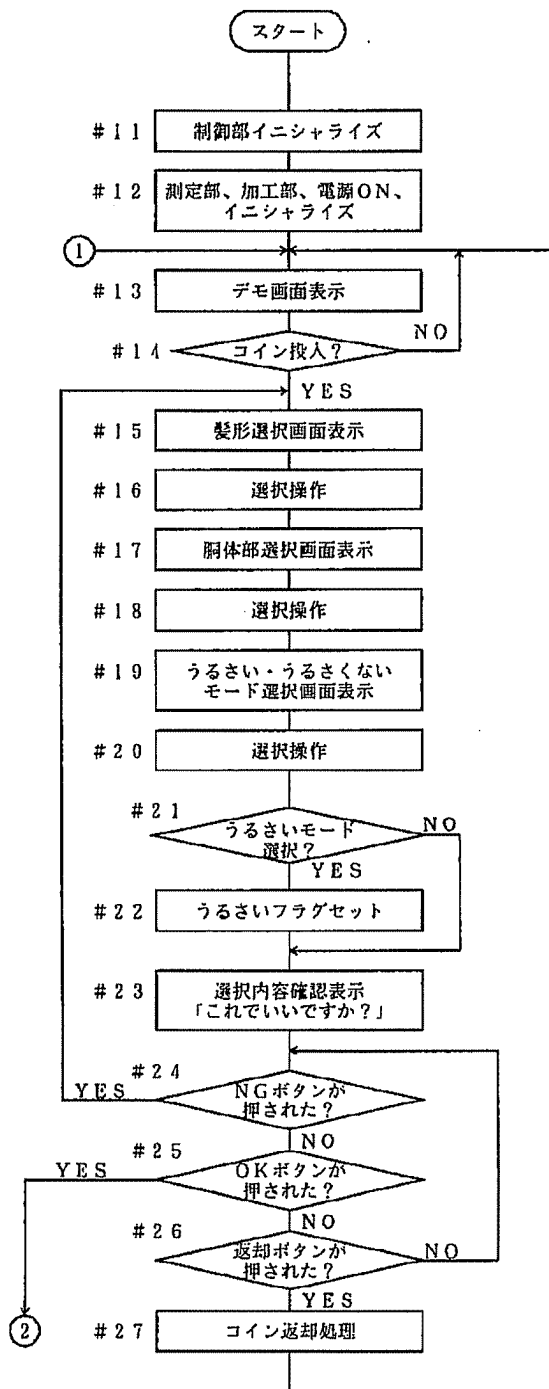 スタート
#11
制御部イニシャライズ
#12
測定部、加工部、電源ON、
イニシャライズ
1
#13
デモ画面表示
#14
コイン投入?
NO
YES
#15
髪形選択画面表示
#16
選択操作
#17
胴体部選択画面表示
#18
選択操作
#19
うるさい・うるさくない
モード選択画面表示
#20
選択操作
#21
うるさいモード
選択?
NO
YES
#22
うるさいフラグセット
#23
選択内容確認表示
「これでいいですか?」
#24
YES
NGボタンが
押された?
NO
#25
YES
OKボタンが
押された?
NO
#26
返却ボタンが
押された?
NO
YES
2
#27
コイン返却処理